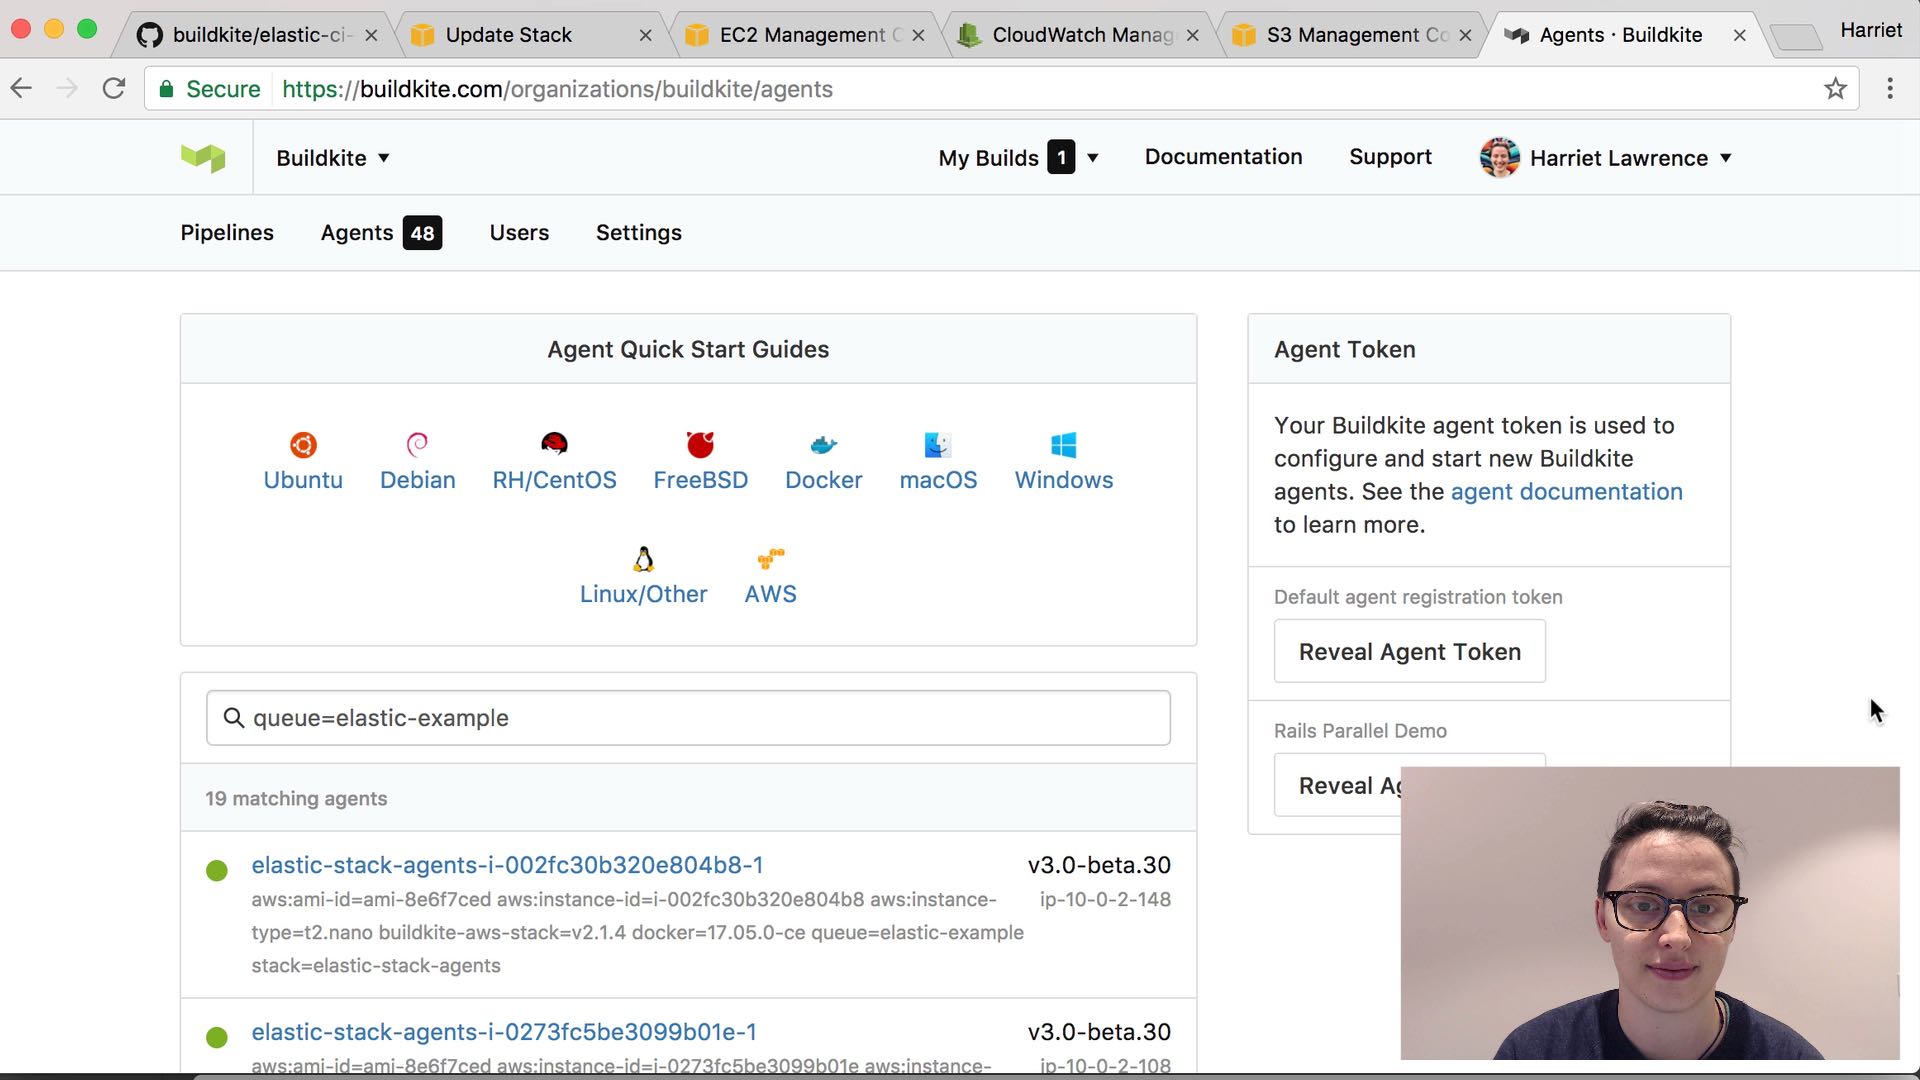 buildkite/elastic-ci-
Update Stack
EC2 Management C
CloudWatch Manag
S3 Management Co
Agents · Buildkite
Harriet
Secure https://buildkite.com/organizations/buildkite/agents
Buildkite
My Builds 1
Documentation
Support
Harriet Lawrence
Pipelines
Agents 48
Users
Settings
Agent Quick Start Guides
Ubuntu
Debian
RH/CentOS
FreeBSD
Docker
macOS
Windows
Linux/Other
AWS
Agent Token
Your Buildkite agent token is used to
configure and start new Buildkite
agents. See the agent documentation
to learn more.
Default agent registration token
Reveal Agent Token
Rails Parallel Demo
Reveal Ag
queue=elastic-example
19 matching agents
elastic-stack-agents-i-002fc30b320e804b8-1
v3.0-beta.30
aws:ami-id=ami-8e6f7ced aws:instance-id=i-002fc30b320e804b8 aws:instance-
ip-10-0-2-148
type=t2.nano buildkite-aws-stack=v2.1.4 docker=17.05.0-ce queue=elastic-example
stack=elastic-stack-agents
elastic-stack-agents-i-0273fc5be3099b01e-1
v3.0-beta.30
aws:ami-id=ami-8e6f7ced aws:instance-id=i-0273fc5be3099b01e aws:instance-
ip-10-0-2-108